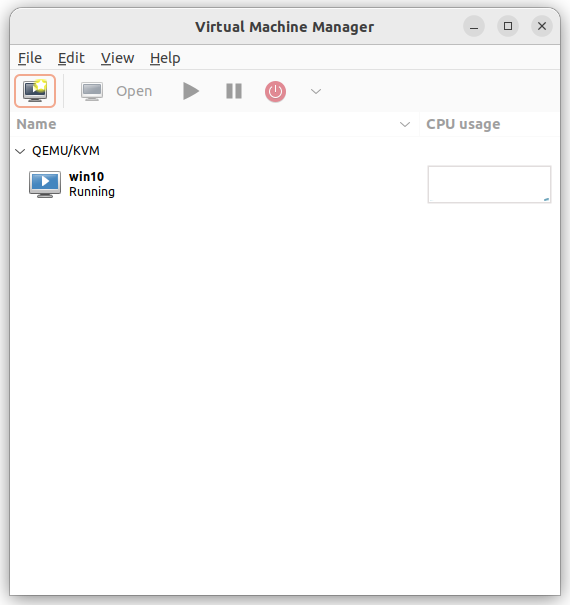 Virtual Machine Manager
File Edit View Help
Open
Name CPU usage
QEMU/KVM
win10
Running